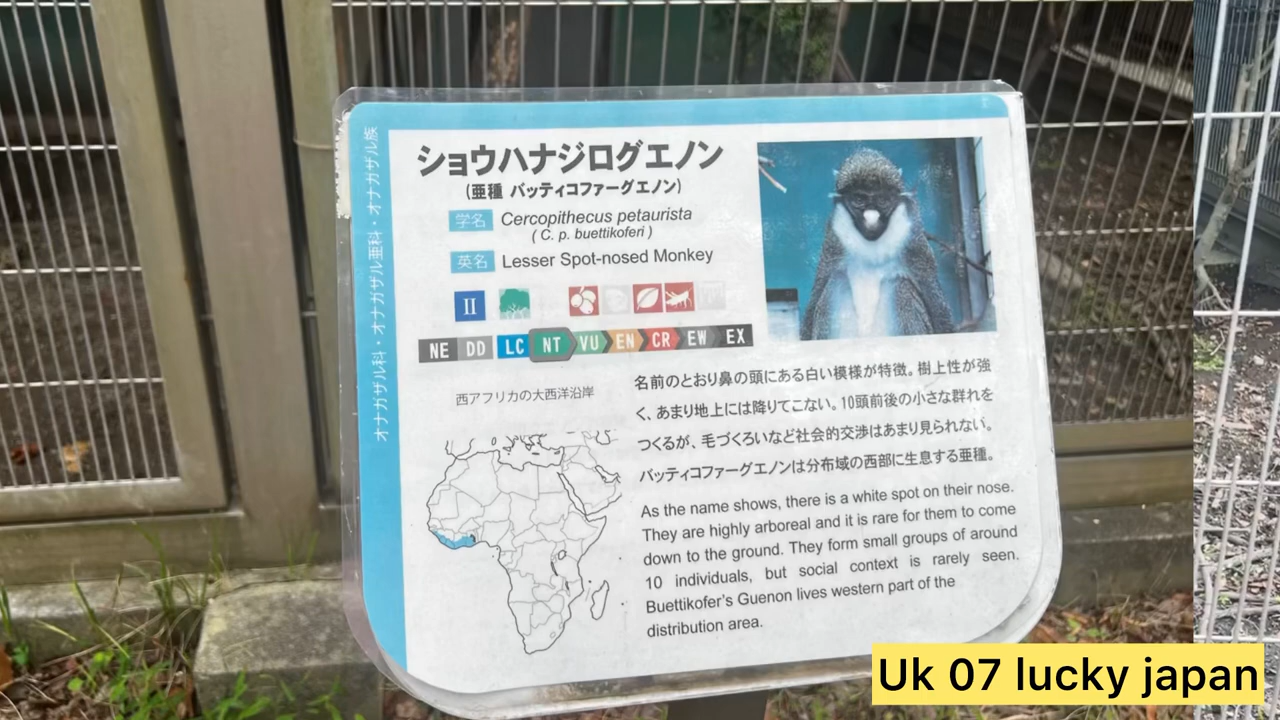 オナガザル科・オナガザル亜科・オナガザル族
ショウハナジログエノン
(亜種 バッティコファーグエノン)
学名 Cercopithecus petaurista
( C. p. buettikoferi )
英名 Lesser Spot-nosed Monkey
II
NE DD LC NT VU EN CR EW EX
西アフリカの大西洋沿岸
名前のとおり鼻の頭にある白い模様が特徴。樹上性が強
く、あまり地上には降りてこない。10頭前後の小さな群れを
つくるが、毛づくろいなど社会的交渉はあまり見られない。
バッティコファーグエノンは分布域の西部に生息する亜種。
As the name shows, there is a white spot on their nose.
They are highly arboreal and it is rare for them to come
down to the ground. They form small groups of around
10 individuals, but social context is rarely seen.
Buettikofer's Guenon lives western part of the
distribution area.
Uk 07 lucky japan